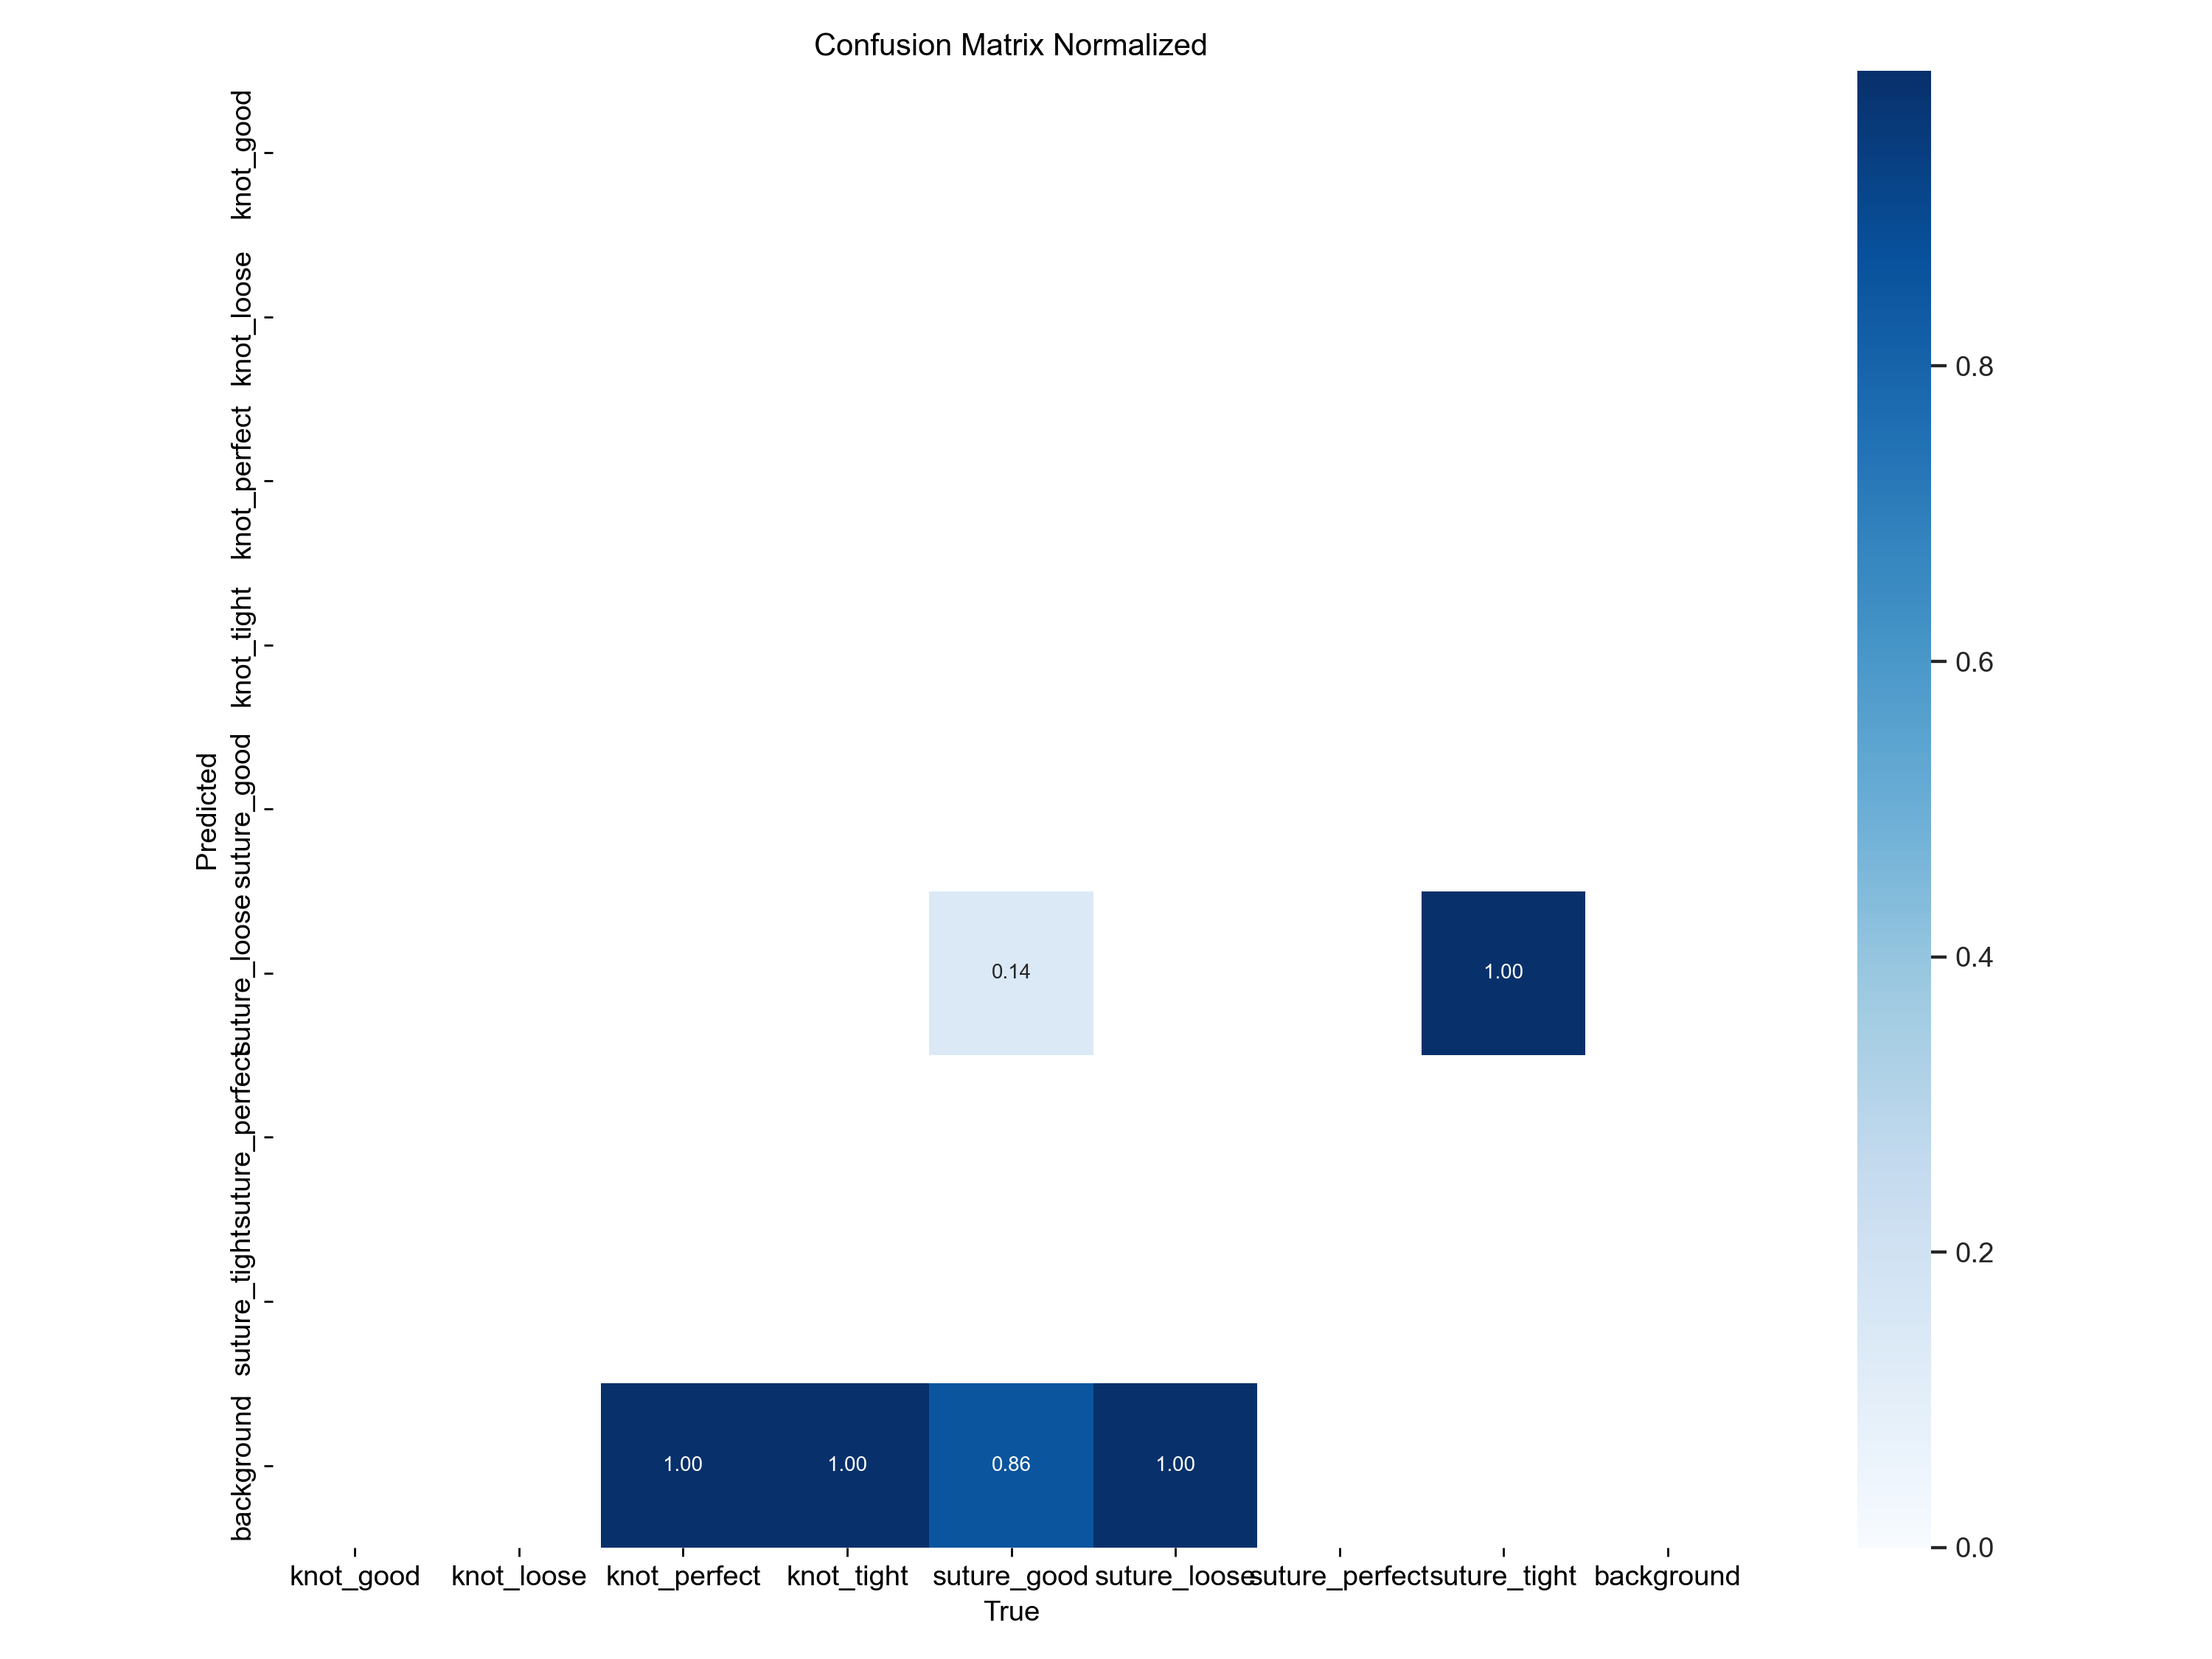 Confusion Matrix Normalized
knot_good
knot_loose
knot_perfect
knot_tight
suture_good
suture_loose
suture_perfect
suture_tight
background
Predicted
0.14
1.00
1.00
1.00
0.86
1.00
knot_good
knot_loose
knot_perfect
knot_tight
suture_good
suture_loose
suture_perfect
suture_tight
background
True
0.8
0.6
0.4
0.2
0.0